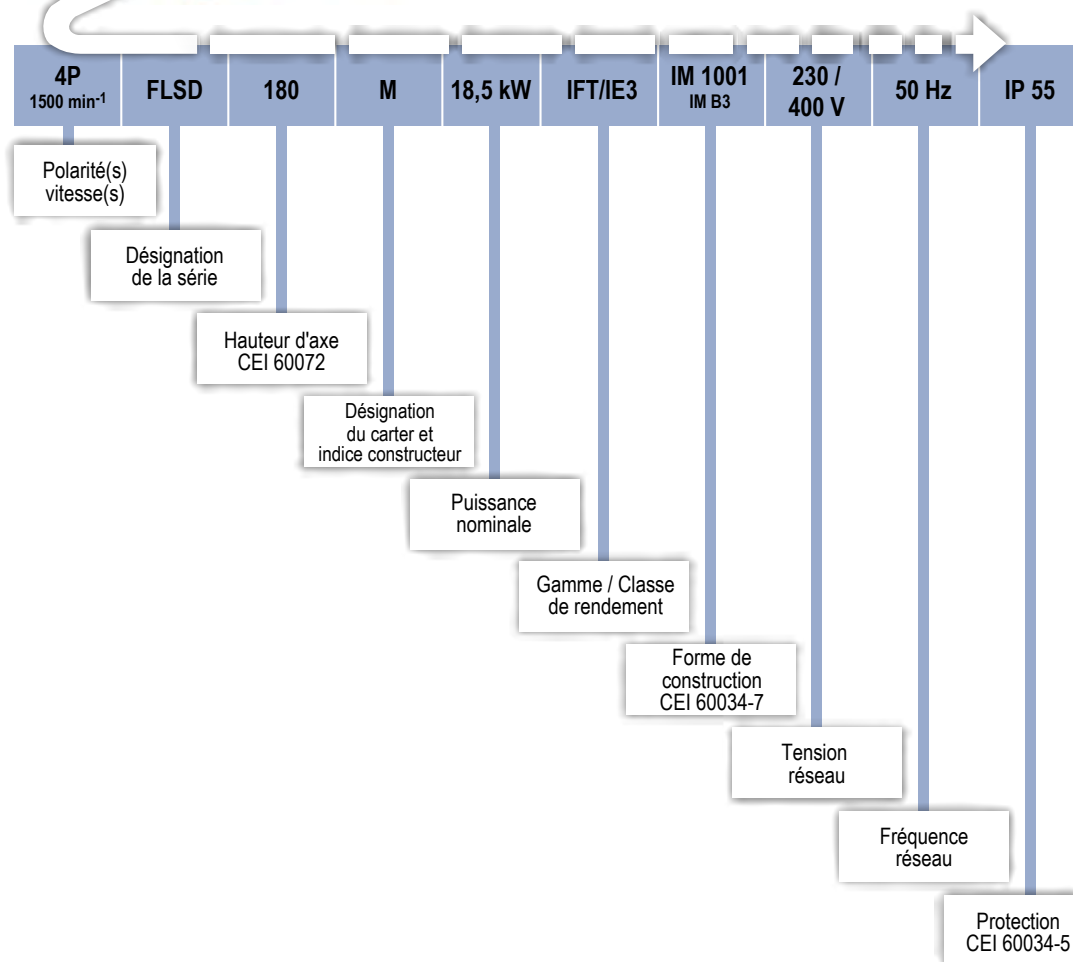 4P
1500 min-1
FLSD
180
M
18,5 kW
IFT/IE3
IM 1001
IM B3
230 /
400 V
50 Hz
IP 55
Polarité(s)
vitesse(s)
Désignation
de la série
Hauteur d'axe
CEI 60072
Désignation
du carter et
indice constructeur
Puissance
nominale
Gamme / Classe
de rendement
Forme de
construction
CEI 60034-7
Tension
réseau
Fréquence
réseau
Protection
CEI 60034-5